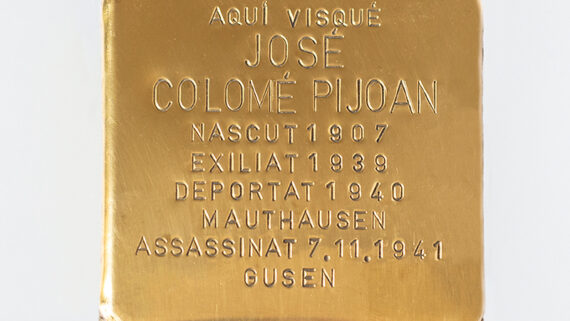 AQUÍ VISQUÉ
JOSÉ
COLOMÉ PIJOAN
NASCUT 1907
EXILIAT 1939
DEPORTAT 1940
MAUTHAUSEN
ASSASSINAT 7.11.1941
GUSEN